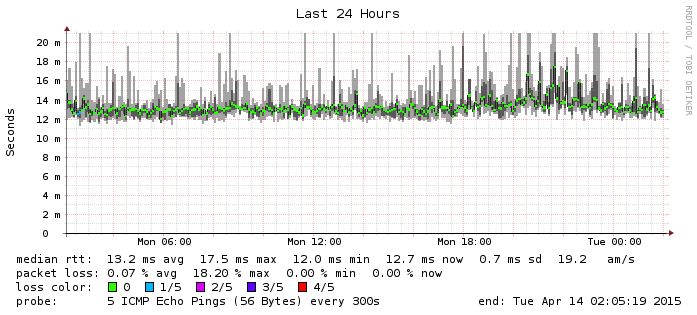 Last 24 Hours
RRDTOOL / TOBI OETIKER
Seconds
20 m
18 m
16 m
14 m
12 m
10 m
8 m
6 m
4 m
2 m
0
Mon 06:00 Mon 12:00 Mon 18:00 Tue 00:00
median rtt: 13.2 ms avg 17.5 ms max 12.0 ms min 12.7 ms now 0.7 ms sd 19.2 am/s
packet loss: 0.07 % avg 18.20 % max 0.00 % min 0.00 % now
loss color: 0 1/5 2/5 3/5 4/5
probe: 5 ICMP Echo Pings (56 Bytes) every 300s end: Tue Apr 14 02:05:19 2015